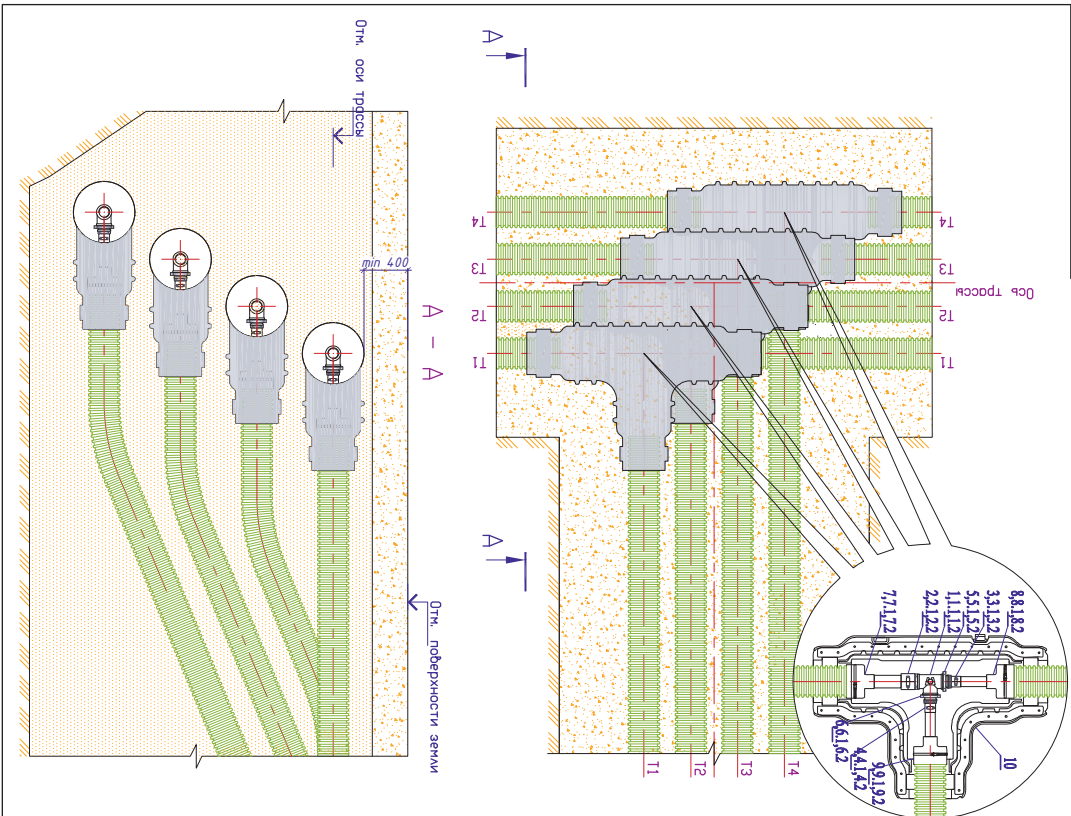 Отм. оси трассы
min 400
А - А
Отм. поверхности земли
А
А
Т4
Т3
Т2
Т1
Т4
Т3
Ось трассы
Т2
Т1
Т1
Т2
Т3
Т4
7,7.1,7.2
2,2.1,2.2
1,1.1,1.2
5,5.1,5.2
3,3.1,3.2
8,8.1,8.2
6,6.1,6.2
4,4.1,4.2
9,9.1,9.2
10